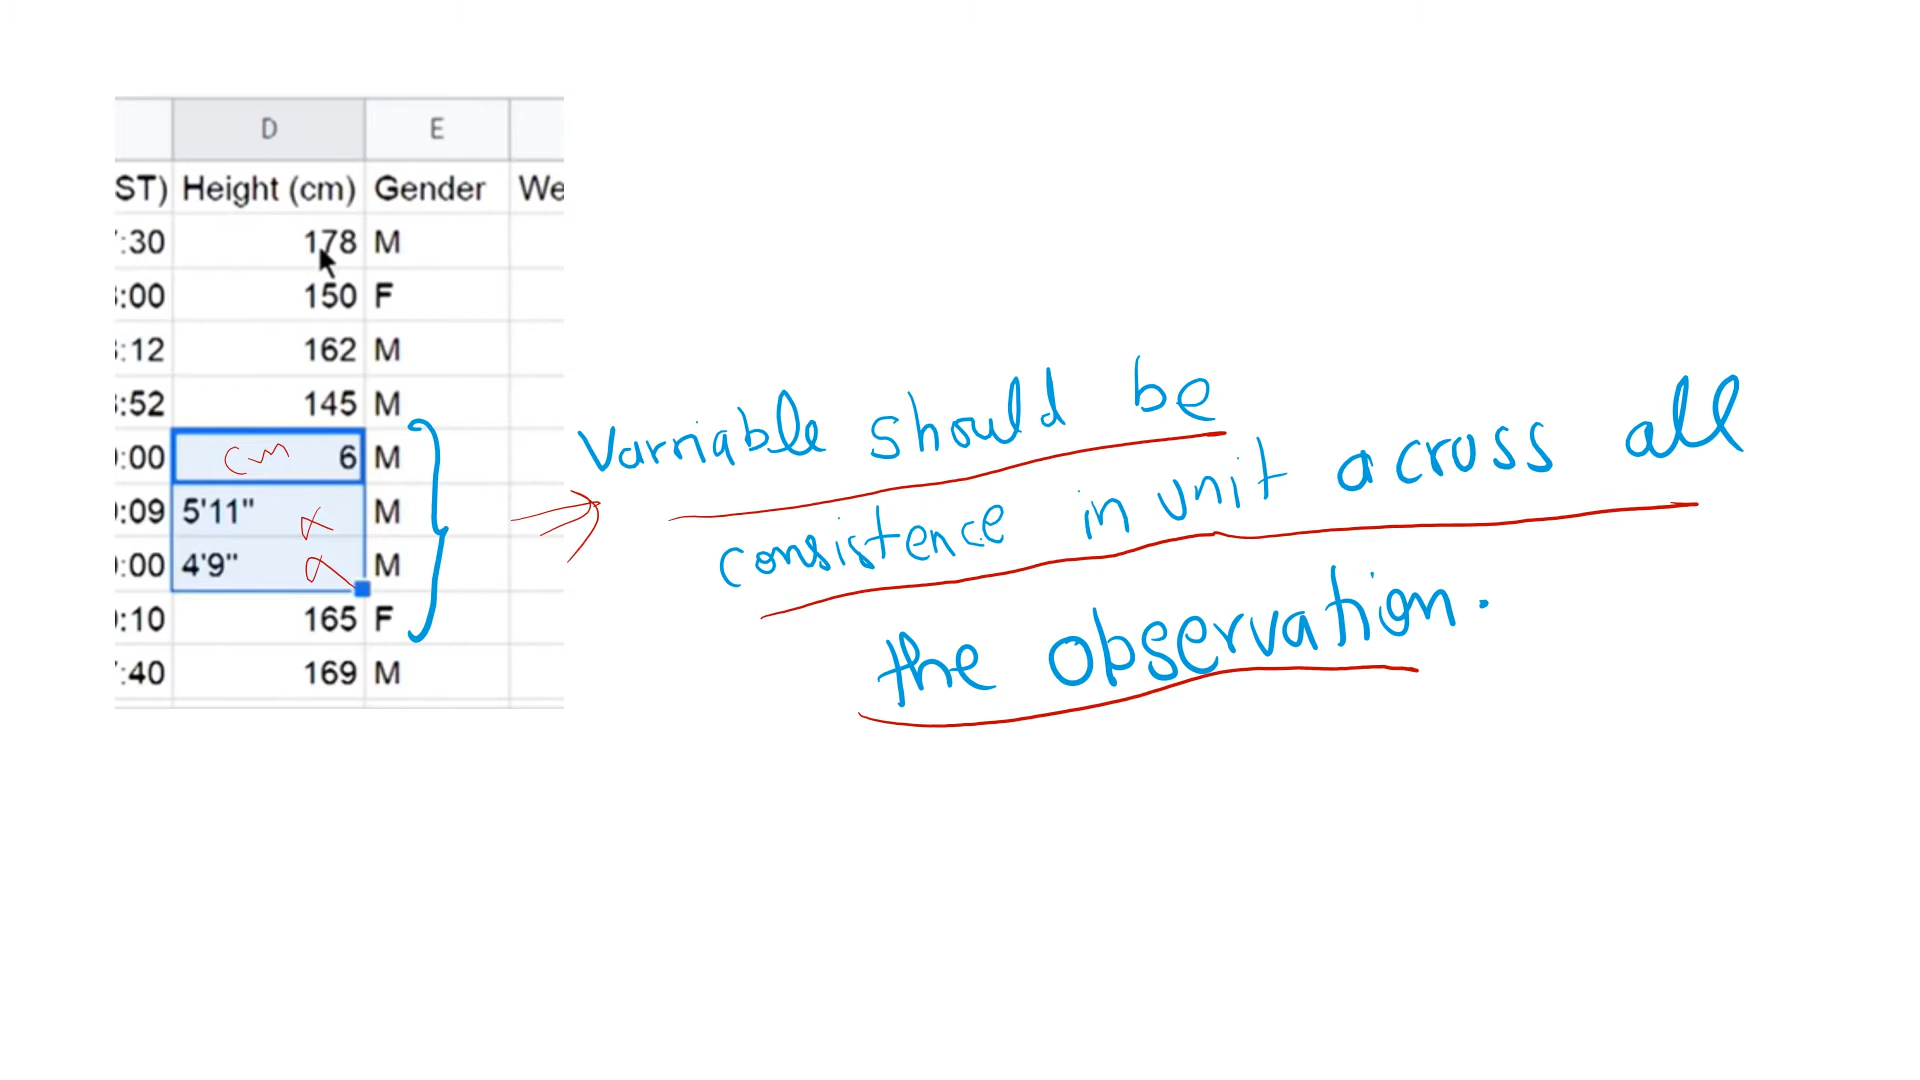 D E
ST) Height (cm) Gender We
:30 178 M
:00 150 F
:12 162 M
:52 145 M
:00 cm 6 M
:09 5'11" x M
:00 4'9" x M
:10 165 F
:40 169 M
Variable should be
consistence in unit across all
the observation.